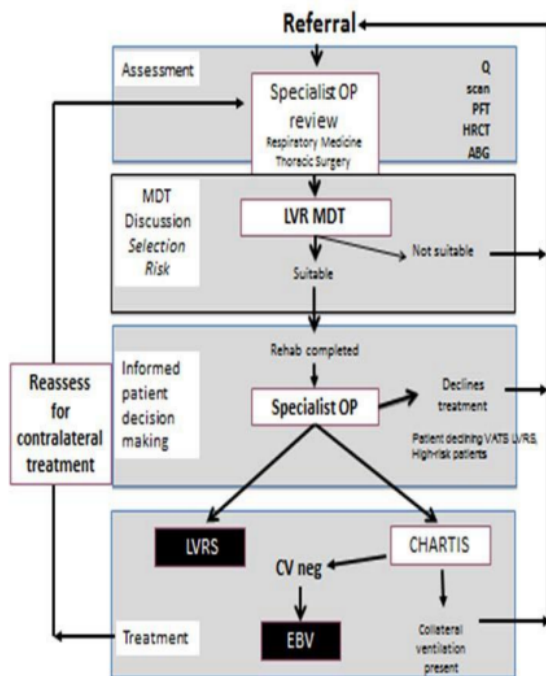 Referral
Assessment
Q
scan
PFT
HRCT
ABG
Specialist OP
review
Respiratory Medicine
Thoracic Surgery
MDT
Discussion
Selection
Risk
LVR MDT
Not suitable
Suitable
Reassess
for
contralateral
treatment
Informed
patient
decision
making
Rehab completed
Specialist OP
Declines
treatment
Patient declining VATS LVRS,
High-risk patients
LVRS
CHARTIS
CV neg
EBV
Collateral
ventilation
present
Treatment